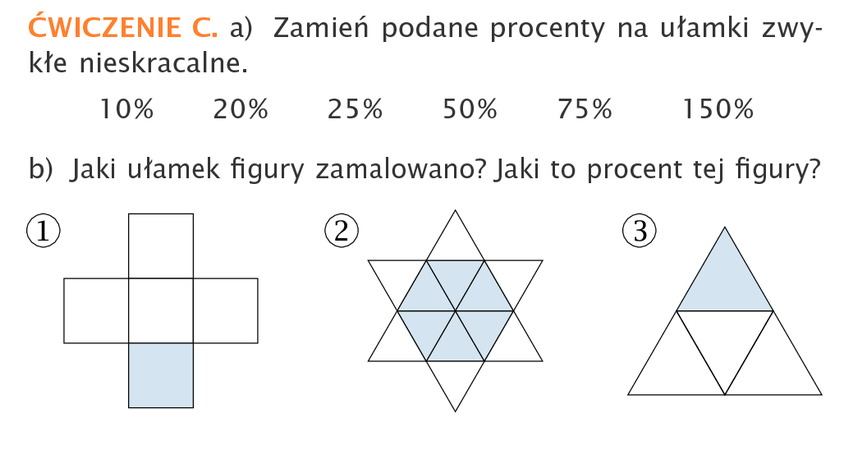 ĆWICZENIE C. a) Zamień podane procenty na ułamki zwy-
kłe nieskracalne.
10% 20% 25% 50% 75% 150%
b) Jaki ułamek figury zamalowano? Jaki to procent tej figury?
1 2 3